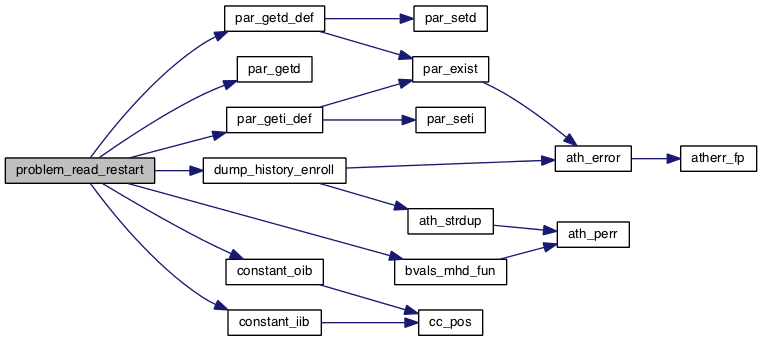 par_getd_def
par_setd
par_getd
par_exist
par_geti_def
par_seti
ath_error
atherr_fp
problem_read_restart
dump_history_enroll
ath_strdup
ath_perr
constant_oib
bvals_mhd_fun
constant_iib
cc_pos